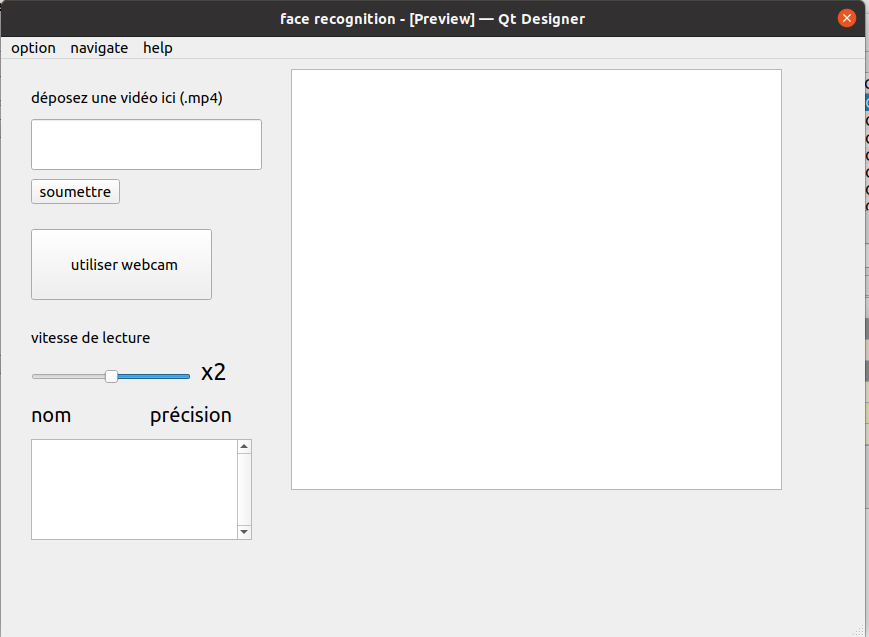 face recognition - [Preview] — Qt Designer
option navigate help
déposez une vidéo ici (.mp4)
soumettre
utiliser webcam
vitesse de lecture
x2
nom précision